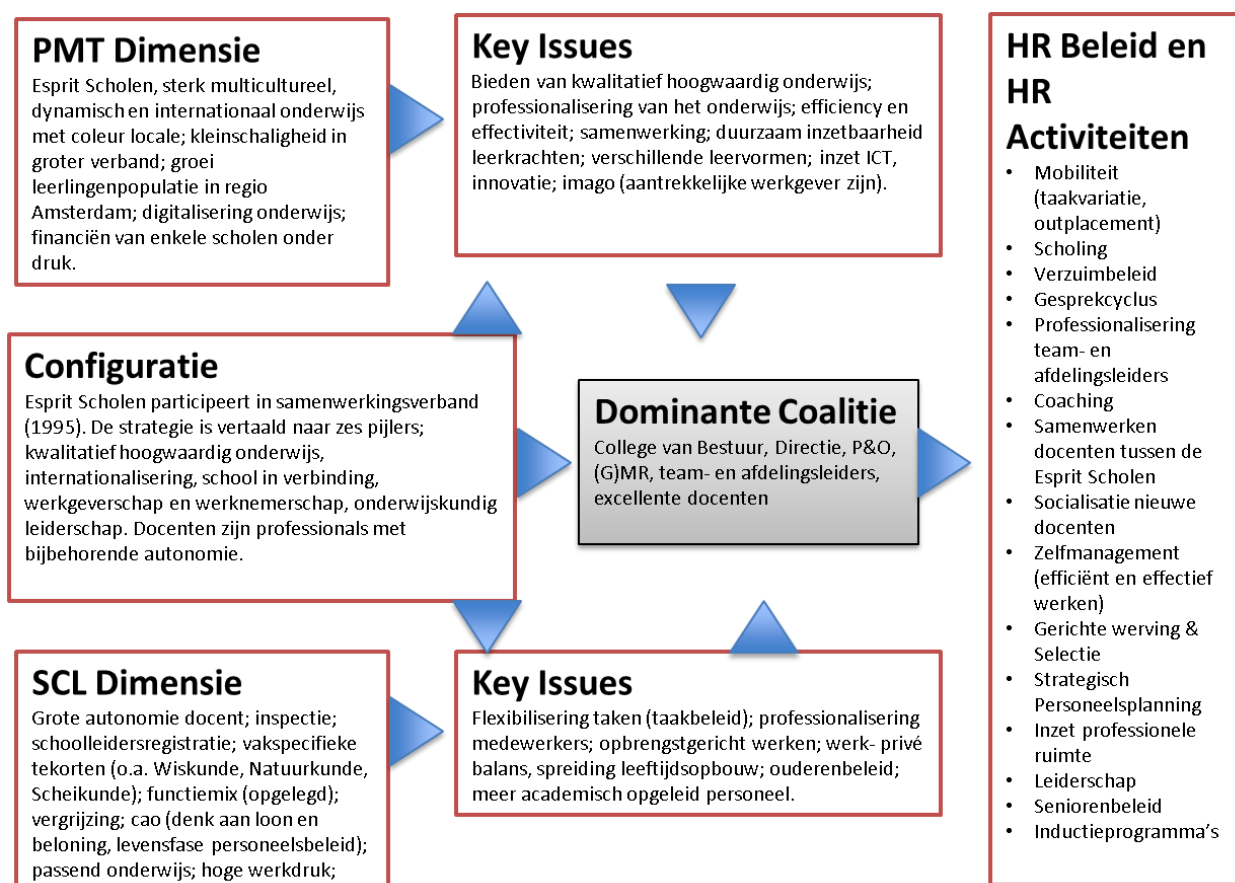 PMT Dimensie
Esprit Scholen, sterk multicultureel,
dynamisch en internationaal onderwijs
met coleur locale; kleinschaligheid in
groter verband; groei
leerlingenpopulatie in regio
Amsterdam; digitalisering onderwijs;
financiën van enkele scholen onder
druk.
Key Issues
Bieden van kwalitatief hoogwaardig onderwijs;
professionalisering van het onderwijs; efficiency en
effectiviteit; samenwerking; duurzaam inzetbaarheid
leerkrachten; verschillende leervormen; inzet ICT,
innovatie; imago (aantrekkelijke werkgever zijn).
Configuratie
Esprit Scholen participeert in samenwerkingsverband
(1995). De strategie is vertaald naar zes pijlers;
kwalitatief hoogwaardig onderwijs,
internationalisering, school in verbinding,
werkgeverschap en werknemerschap, onderwijskundig
leiderschap. Docenten zijn professionals met
bijbehorende autonomie.
Dominante Coalitie
College van Bestuur, Directie, P&O,
(G)MR, team- en afdelingsleiders,
excellente docenten
SCL Dimensie
Grote autonomie docent; inspectie;
schoolleidersregistratie; vakspecifieke
tekorten (o.a. Wiskunde, Natuurkunde,
Scheikunde); functiemix (opgelegd);
vergrijzing; cao (denk aan loon en
beloning, levensfase personeelsbeleid);
passend onderwijs; hoge werkdruk;
Key Issues
Flexibilisering taken (taakbeleid); professionalisering
medewerkers; opbrengstgericht werken; werk- privé
balans, spreiding leeftijdsopbouw; ouderenbeleid;
meer academisch opgeleid personeel.
HR Beleid en
HR
Activiteiten
• Mobiliteit
(taakvariatie,
outplacement)
• Scholing
• Verzuimbeleid
• Gesprekcyclus
• Professionalisering
team- en
afdelingsleiders
• Coaching
• Samenwerken
docenten tussen de
Esprit Scholen
• Socialisatie nieuwe
docenten
• Zelfmanagement
(efficiënt en effectief
werken)
• Gerichte werving &
Selectie
• Strategisch
Personeelsplanning
• Inzet professionele
ruimte
• Leiderschap
• Seniorenbeleid
• Inductieprogramma's